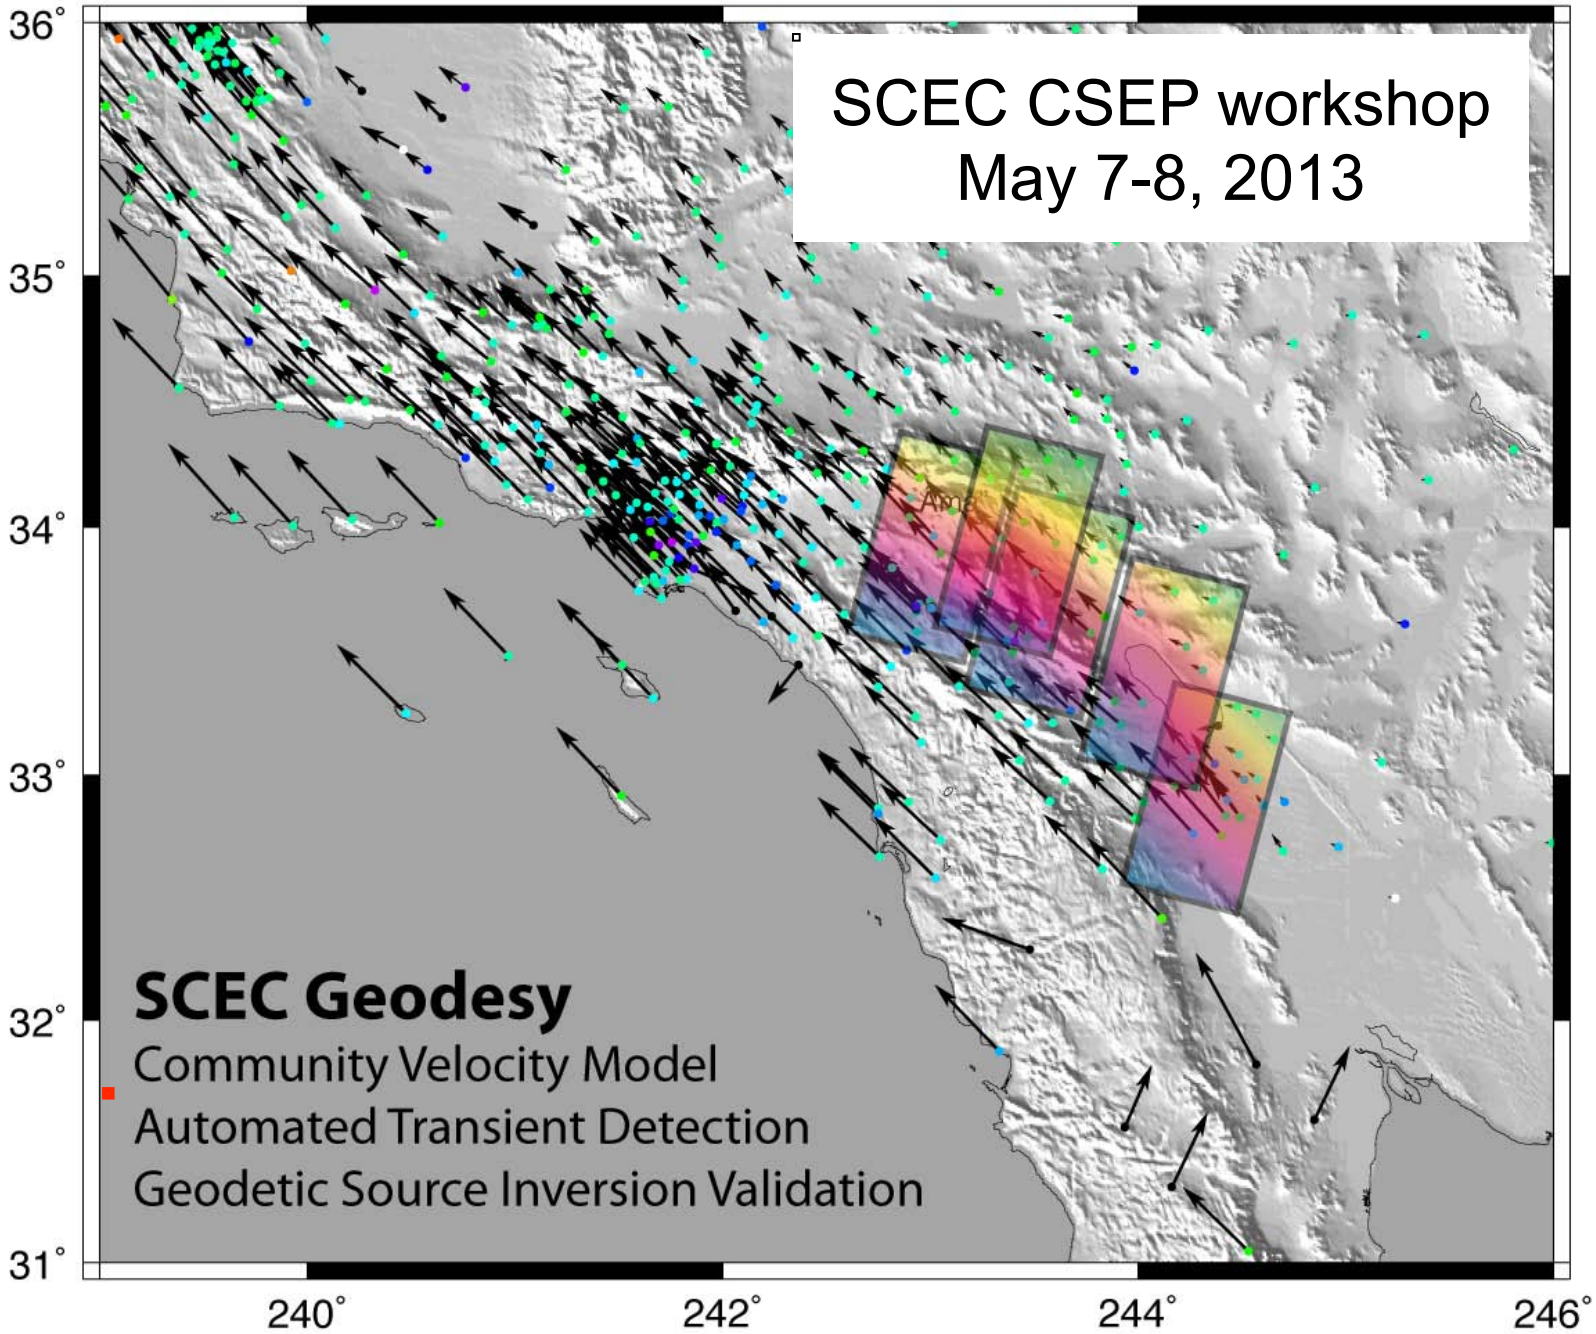 36°
SCEC CSEP workshop
May 7-8, 2013
35°
34°
33°
32°
SCEC Geodesy
Community Velocity Model
Automated Transient Detection
Geodetic Source Inversion Validation
31°
240°
242°
244°
246°